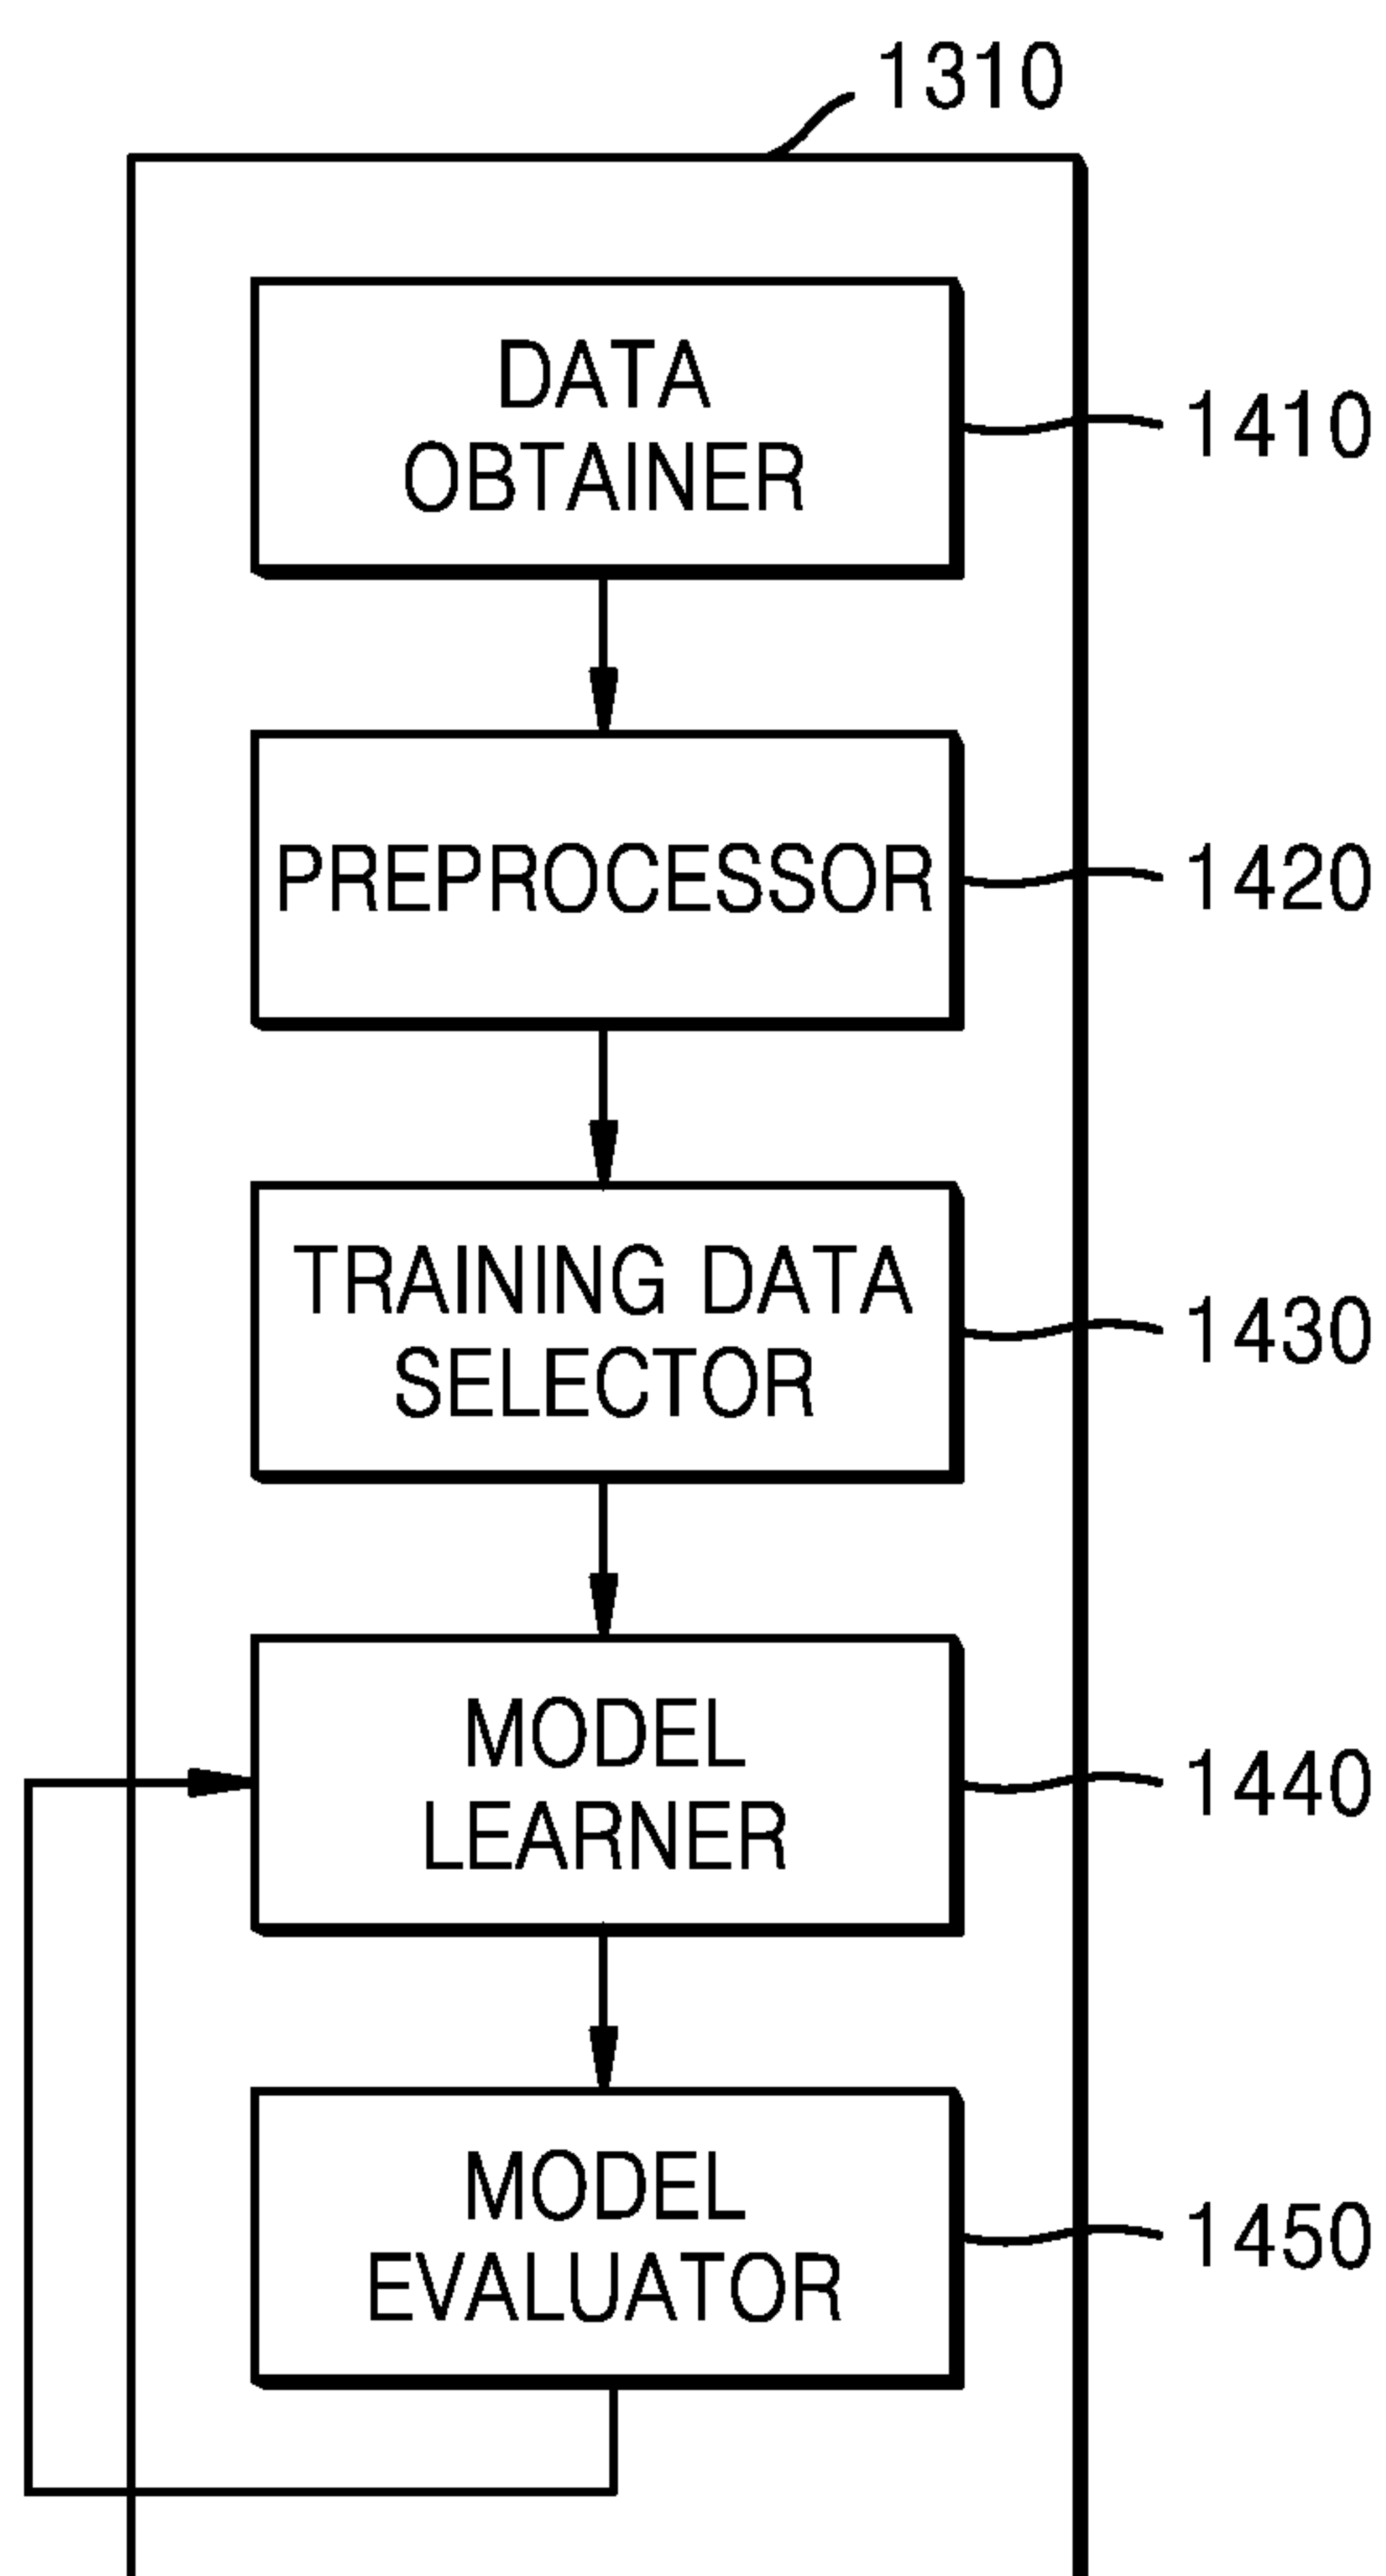 1310
DATA
OBTAINER
1410
PREPROCESSOR
1420
TRAINING DATA
SELECTOR
1430
MODEL
LEARNER
1440
MODEL
EVALUATOR
1450